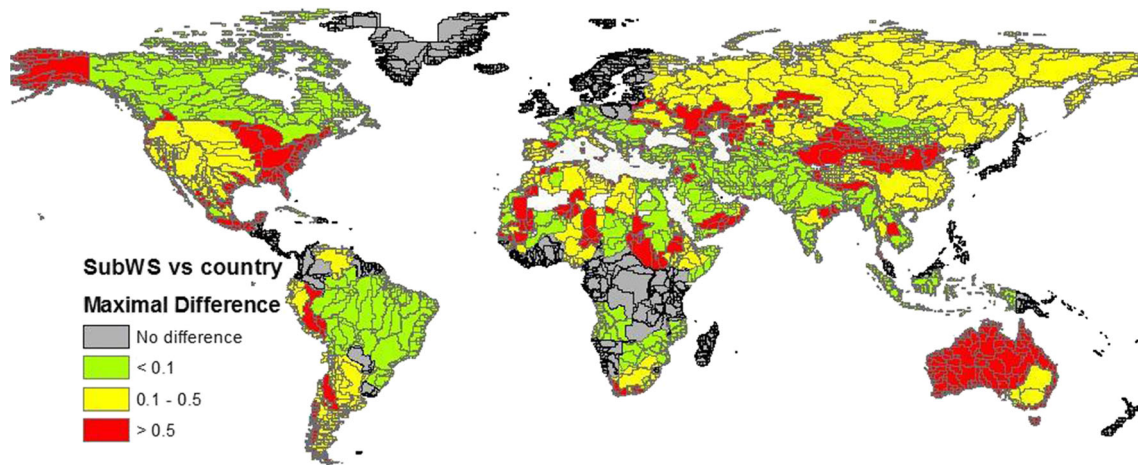 SubWS vs country
Maximal Difference
No difference
< 0.1
0.1 - 0.5
> 0.5